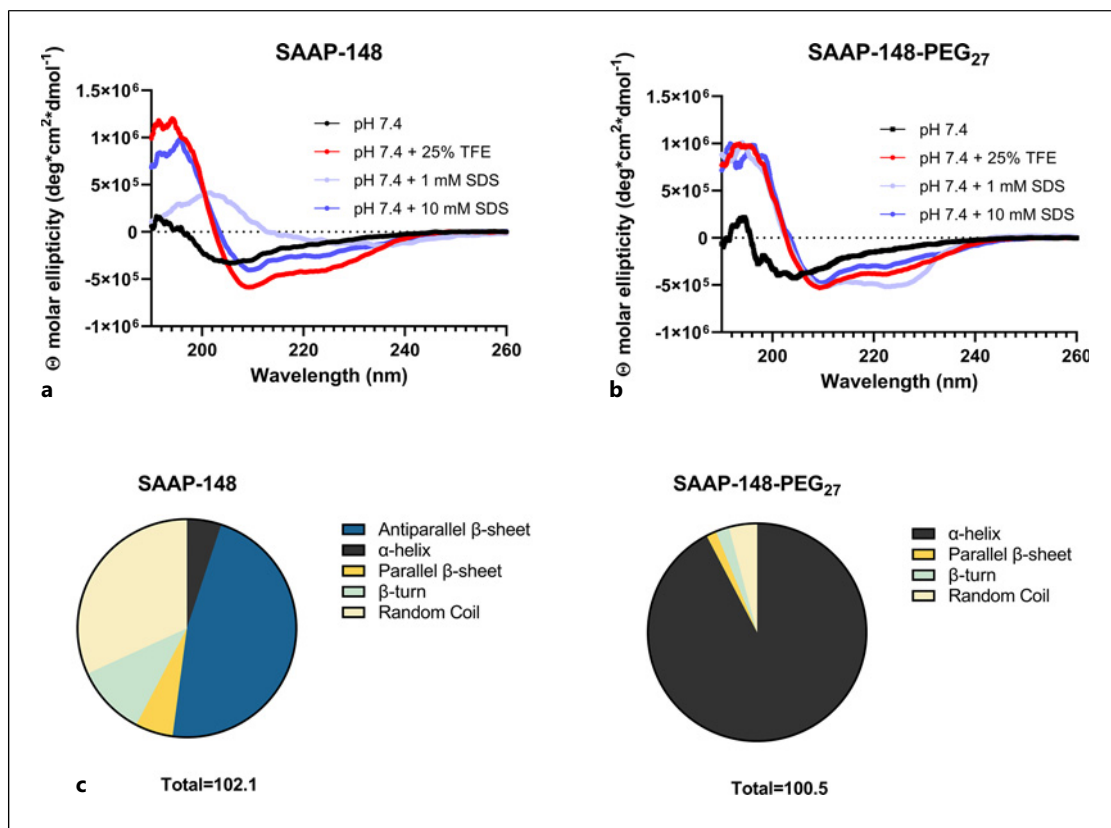 SAAP-148
Θ molar ellipticity (deg*cm²*dmol⁻¹)
1.5×10⁶
1×10⁶
5×10⁵
0
-5×10⁵
-1×10⁶
200
220
240
260
Wavelength (nm)
pH 7.4
pH 7.4 + 25% TFE
pH 7.4 + 1 mM SDS
pH 7.4 + 10 mM SDS
a
SAAP-148-PEG₂₇
Θ molar ellipticity (deg*cm²*dmol⁻¹)
1.5×10⁶
1×10⁶
5×10⁵
0
-5×10⁵
-1×10⁶
200
220
240
260
Wavelength (nm)
pH 7.4
pH 7.4 + 25% TFE
pH 7.4 + 1 mM SDS
pH 7.4 + 10 mM SDS
b
SAAP-148
Antiparallel β-sheet
α-helix
Parallel β-sheet
β-turn
Random Coil
Total=102.1
c
SAAP-148-PEG₂₇
α-helix
Parallel β-sheet
β-turn
Random Coil
Total=100.5